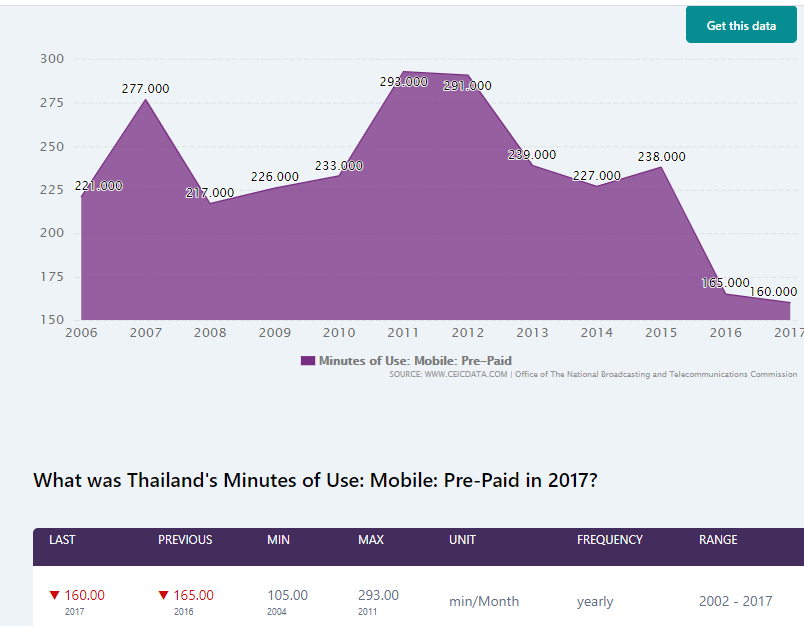 Get this data
300
293.000
291.000
277.000
275
250
239.000
238.000
233.000
226.000
227.000
225
221.000
217.000
200
175
165.000
160.000
150
2006 2007 2008 2009 2010 2011 2012 2013 2014 2015 2016 2017
Minutes of Use: Mobile: Pre-Paid
SOURCE: WWW.CEICDATA.COM | Office of The National Broadcasting and Telecommunications Commission
What was Thailand's Minutes of Use: Mobile: Pre-Paid in 2017?
LAST PREVIOUS MIN MAX UNIT FREQUENCY RANGE
▼ 160.00 ▼ 165.00 105.00 293.00 min/Month yearly 2002 - 2017
2017 2016 2004 2011